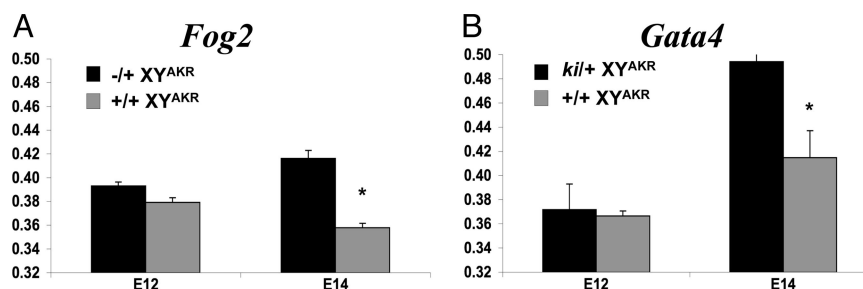 A
Fog2
0.50
0.48
0.46
0.44
0.42
0.40
0.38
0.36
0.34
0.32
-/+ XYAKR
+/+ XYAKR
*
E12
E14
B
Gata4
0.50
0.48
0.46
0.44
0.42
0.40
0.38
0.36
0.34
0.32
ki/+ XYAKR
+/+ XYAKR
*
E12
E14